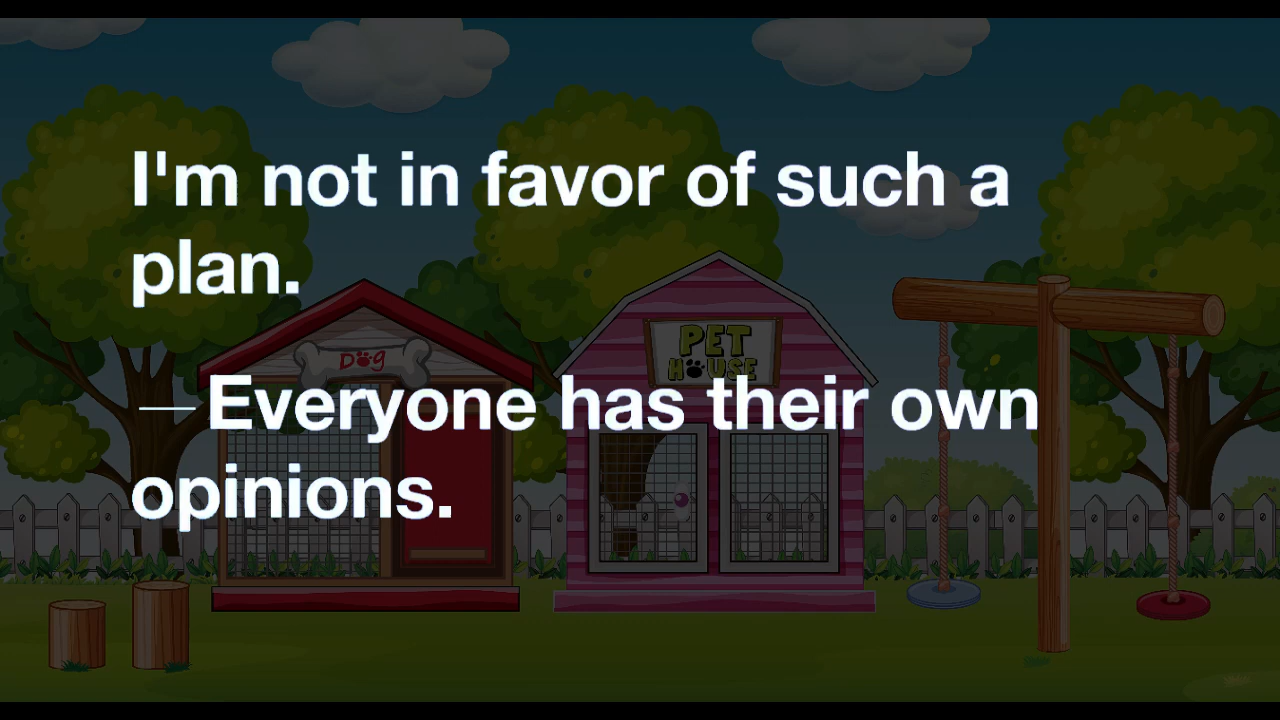 I'm not in favor of such a
plan.
Dog
PET
HOUSE
—Everyone has their own
opinions.